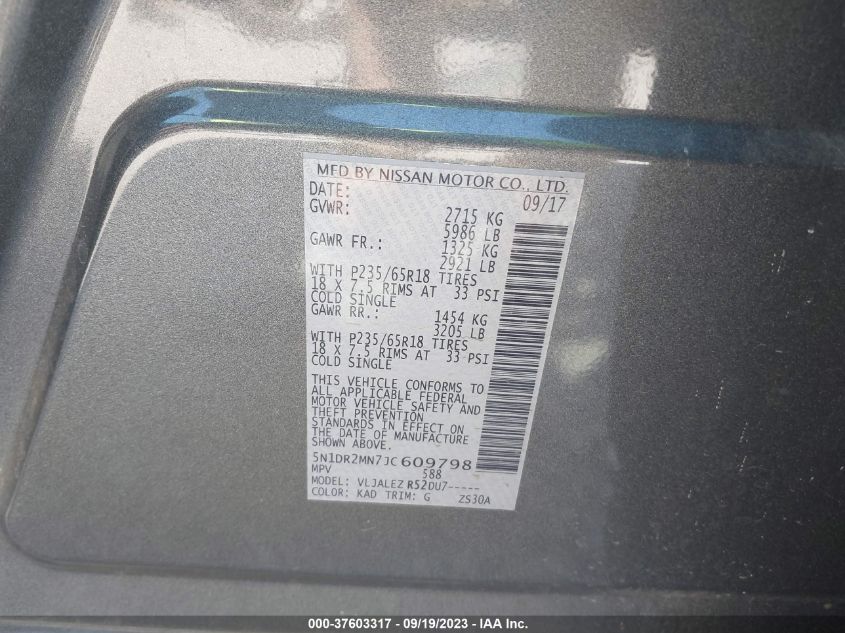 MFD BY NISSAN MOTOR CO., LTD.
DATE: 09/17
GVWR: 2715 KG
5986 LB
GAWR FR.: 1325 KG
2921 LB
WITH P235/65R18 TIRES
18 X 7.5 RIMS AT 33 PSI
COLD SINGLE
GAWR RR.: 1454 KG
3205 LB
WITH P235/65R18 TIRES
18 X 7.5 RIMS AT 33 PSI
COLD SINGLE
THIS VEHICLE CONFORMS TO
ALL APPLICABLE FEDERAL
MOTOR VEHICLE SAFETY AND
THEFT PREVENTION
STANDARDS IN EFFECT ON
THE DATE OF MANUFACTURE
SHOWN ABOVE.
5N1DR2MN7JC609798
MPV 588
MODEL: VLJALEZ R52DU7-----
COLOR: KAD TRIM: G ZS30A
000-37603317 - 09/19/2023 - IAA Inc.